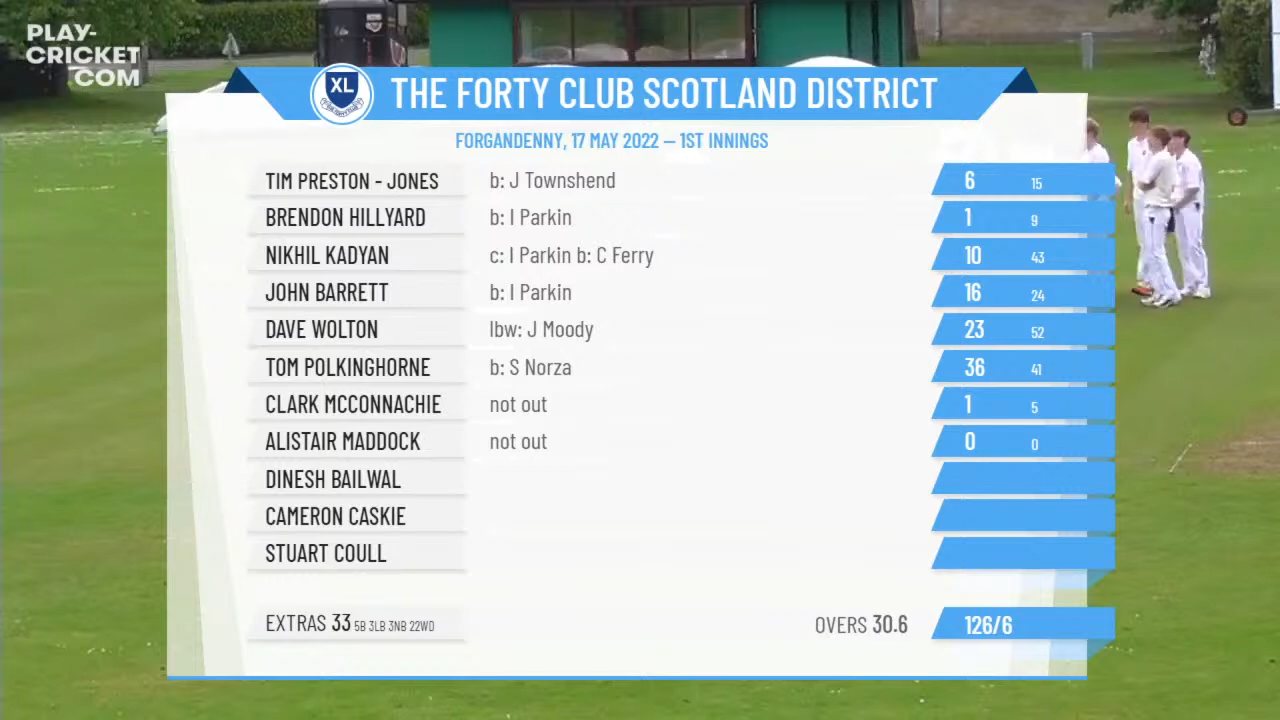 PLAY-
CRICKET
.COM
XL
THE FORTY CLUB SCOTLAND DISTRICT
FORGANDENNY, 17 MAY 2022 – 1ST INNINGS
TIM PRESTON - JONES b: J Townshend 6 15
BRENDON HILLYARD b: I Parkin 1 9
NIKHIL KADYAN c: I Parkin b: C Ferry 10 43
JOHN BARRETT b: I Parkin 16 24
DAVE WOLTON lbw: J Moody 23 52
TOM POLKINGHORNE b: S Norza 36 41
CLARK MCCONNACHIE not out 1 5
ALISTAIR MADDOCK not out 0 0
DINESH BAILWAL
CAMERON CASKIE
STUART COULL
EXTRAS 33 5B 3LB 3NB 22WD OVERS 30.6 126/6